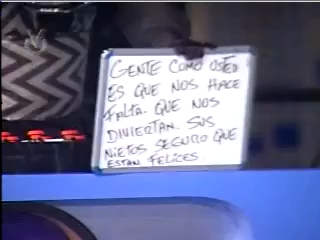 GENTE COMO USTED
ES QUE NOS HACE
FALTA. QUE NOS
DIVIERTAN. SUS
NIETOS SEGURO QUE
ESTAN FELICES.